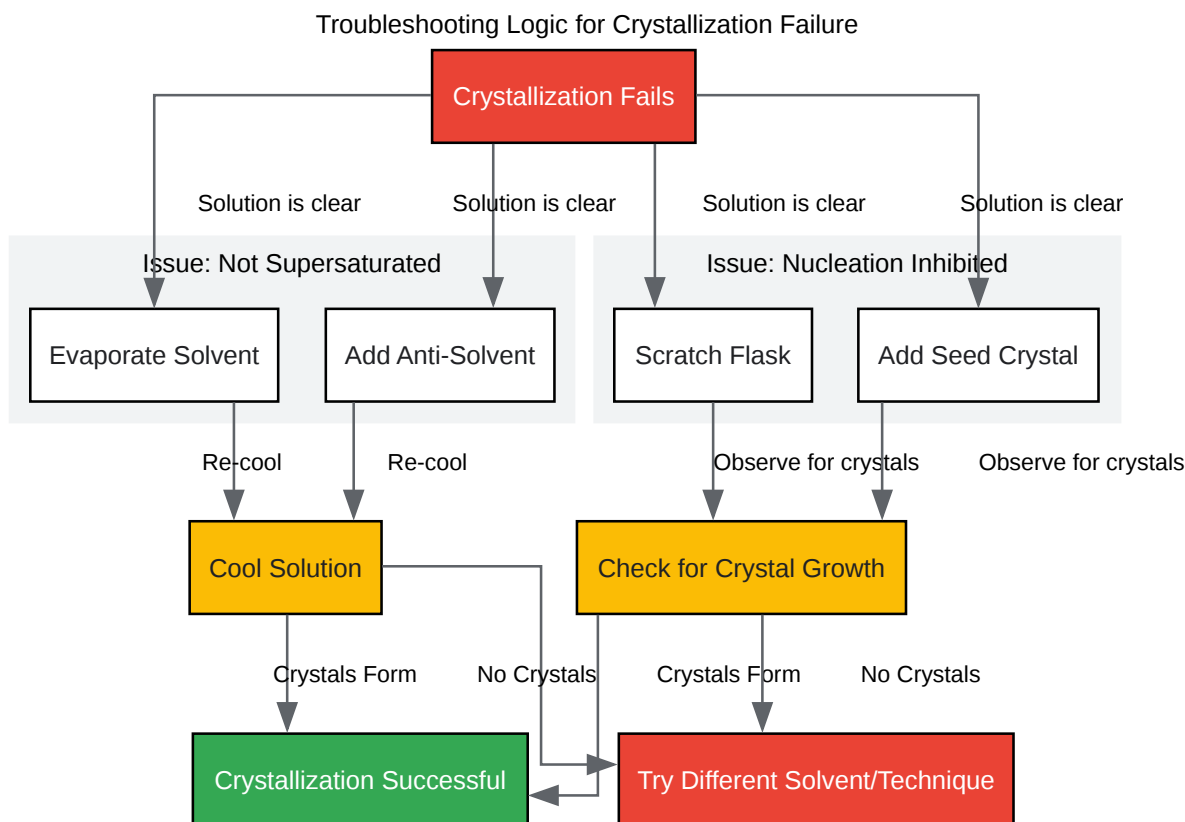 Troubleshooting Logic for Crystallization Failure
Crystallization Fails
Solution is clear
Solution is clear
Solution is clear
Solution is clear
Issue: Not Supersaturated
Issue: Nucleation Inhibited
Evaporate Solvent
Add Anti-Solvent
Scratch Flask
Add Seed Crystal
Re-cool
Re-cool
Observe for crystals
Observe for crystals
Cool Solution
Check for Crystal Growth
Crystals Form
No Crystals
Crystals Form
No Crystals
Crystallization Successful
Try Different Solvent/Technique